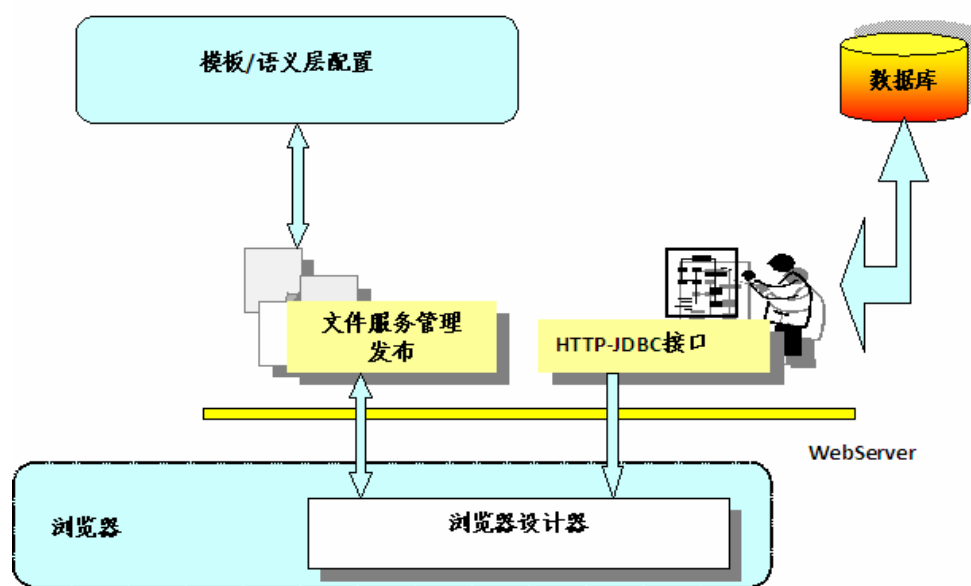 模板/语义层配置
数据库
文件服务管理
发布
HTTP-JDBC接口
WebServer
浏览器
浏览器设计器